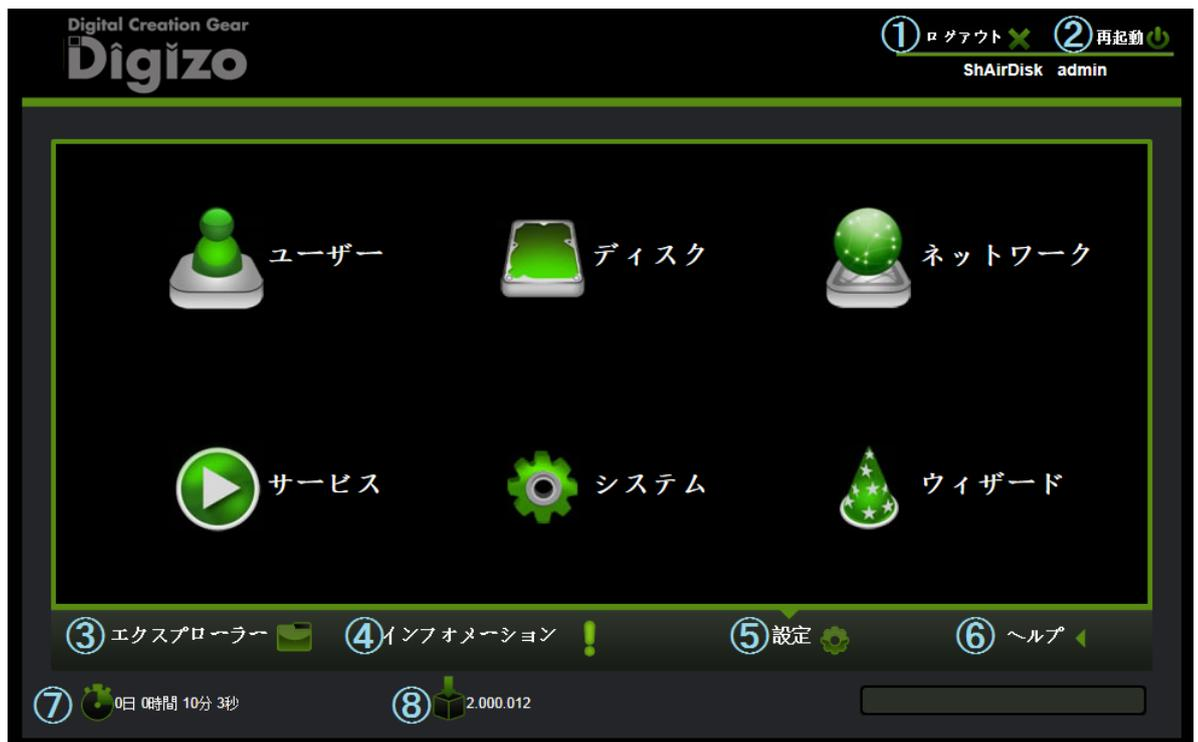 Digital Creation Gear
Dîgîzo
① ログアウト ② 再起動
ShAirDisk admin
ユーザー ディスク ネットワーク
サービス システム ウィザード
③ エクスプローラー ④ インフォメーション ⑤ 設定 ⑥ ヘルプ
⑦ 0日 0時間 10分 3秒 ⑧ 2.000.012